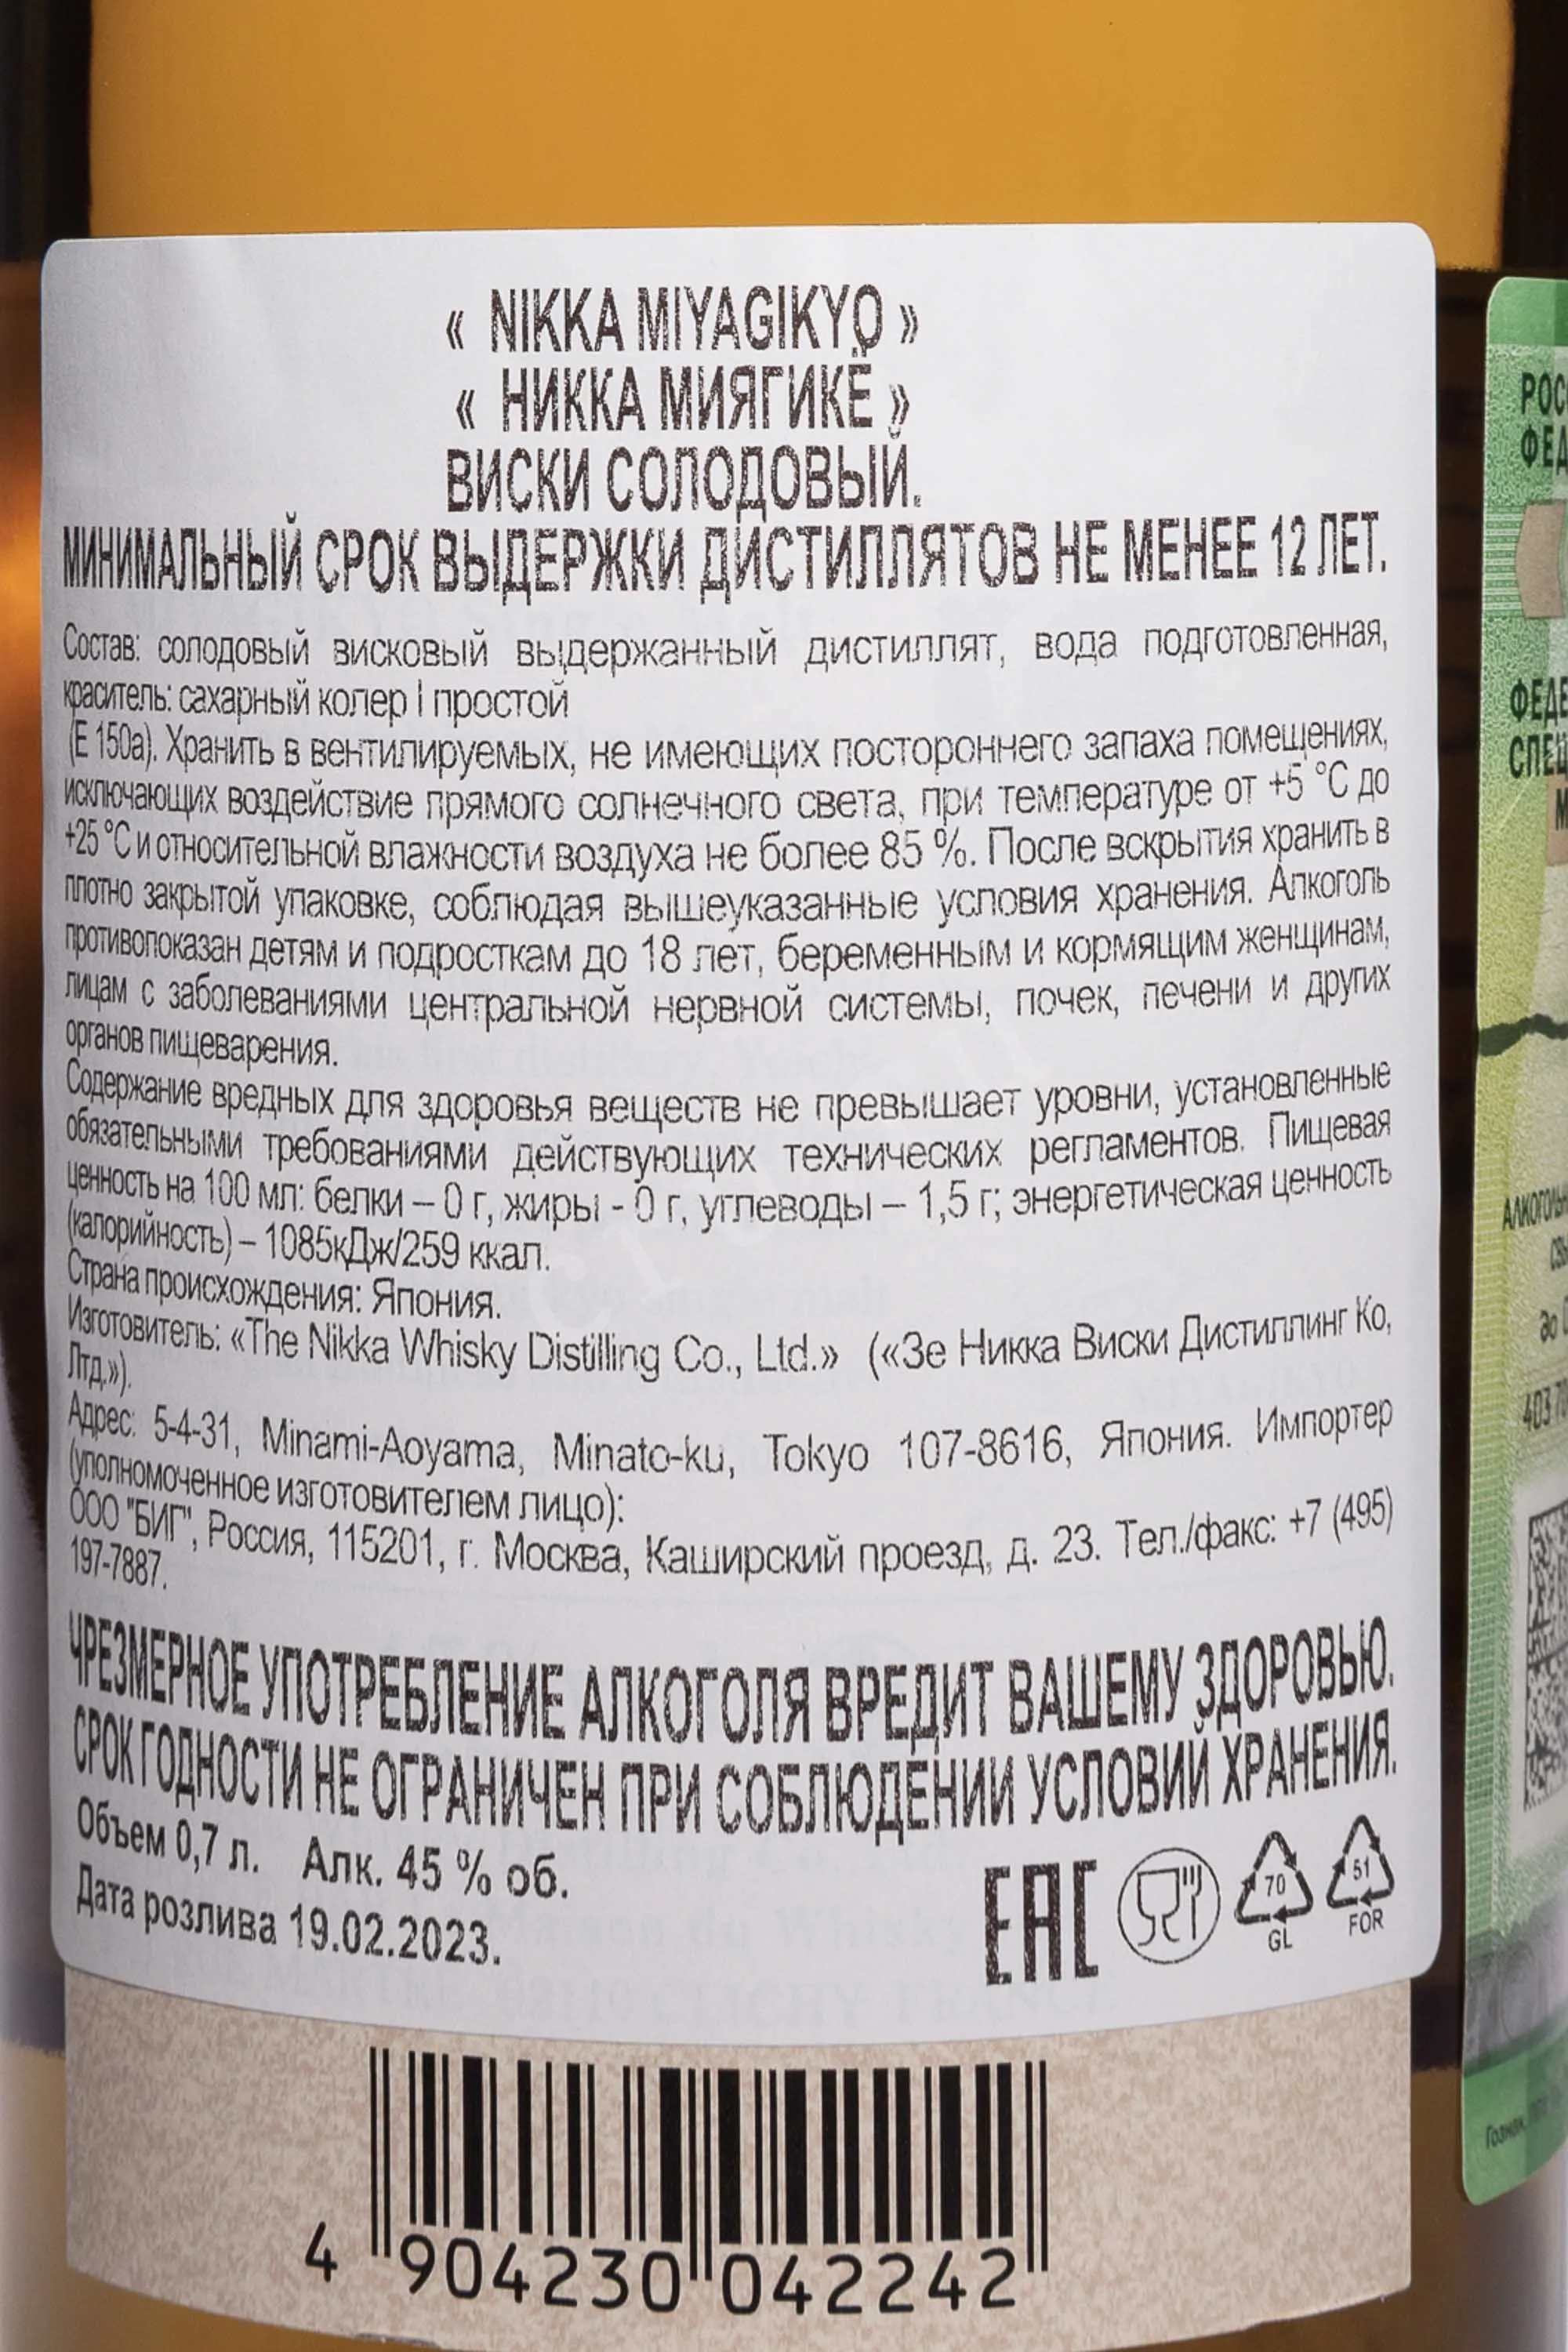 « NIKKA MIYAGIKYO »
« НИККА МИЯГИКЁ »
ВИСКИ СОЛОДОВЫЙ.
МИНИМАЛЬНЫЙ СРОК ВЫДЕРЖКИ ДИСТИЛЛЯТОВ НЕ МЕНЕЕ 12 ЛЕТ.
Состав: солодовый висковый выдержанный дистиллят, вода подготовленная,
краситель: сахарный колер I простой
(Е 150а). Хранить в вентилируемых, не имеющих постороннего запаха помещениях,
исключающих воздействие прямого солнечного света, при температуре от +5 °С до
+25 °С и относительной влажности воздуха не более 85 %. После вскрытия хранить в
плотно закрытой упаковке, соблюдая вышеуказанные условия хранения. Алкоголь
противопоказан детям и подросткам до 18 лет, беременным и кормящим женщинам,
лицам с заболеваниями центральной нервной системы, почек, печени и других
органов пищеварения.
Содержание вредных для здоровья веществ не превышает уровни, установленные
обязательными требованиями действующих технических регламентов. Пищевая
ценность на 100 мл: белки – 0 г, жиры - 0 г, углеводы – 1,5 г; энергетическая ценность
(калорийность) – 1085кДж/259 ккал.
Страна происхождения: Япония.
Изготовитель: «The Nikka Whisky Distilling Co., Ltd.» («Зе Никка Виски Дистиллинг Ко,
Лтд.»).
Адрес: 5-4-31, Minami-Aoyama, Minato-ku, Tokyo 107-8616, Япония. Импортер
(уполномоченное изготовителем лицо):
ООО "БИГ", Россия, 115201, г. Москва, Каширский проезд, д. 23. Тел./факс: +7 (495)
197-7887.
ЧРЕЗМЕРНОЕ УПОТРЕБЛЕНИЕ АЛКОГОЛЯ ВРЕДИТ ВАШЕМУ ЗДОРОВЬЮ.
СРОК ГОДНОСТИ НЕ ОГРАНИЧЕН ПРИ СОБЛЮДЕНИИ УСЛОВИЙ ХРАНЕНИЯ.
Объем 0,7 л. Алк. 45 % об.
Дата розлива 19.02.2023.
EAC
70
GL
51
FOR
4 904230 042242
РОС
ФЕД
ФЕДЕ
СПЕЦ